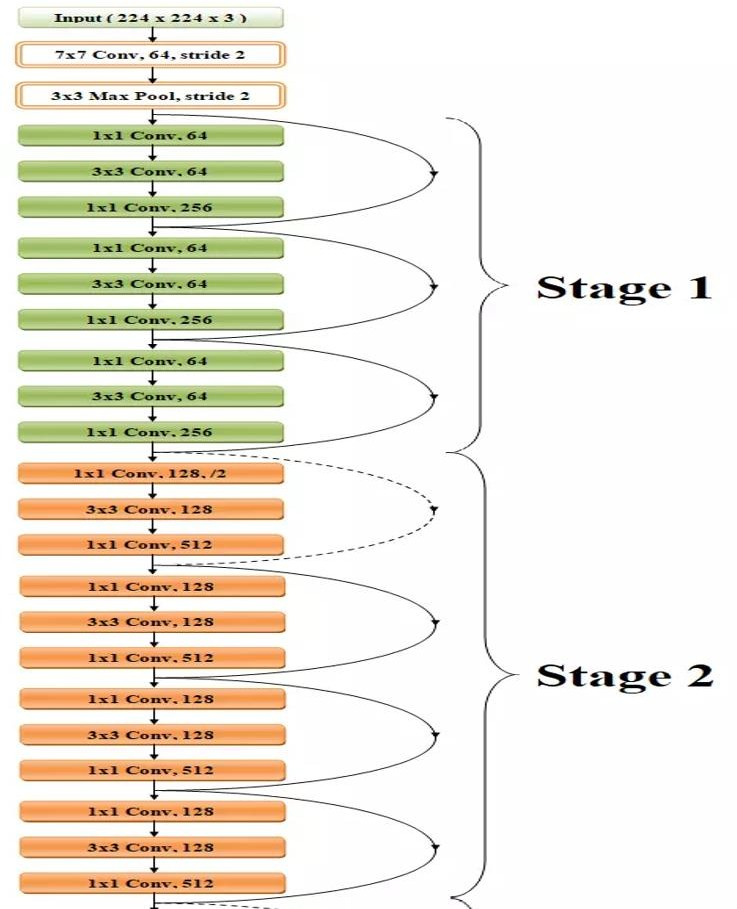 Input ( 224 x 224 x 3 )
7x7 Conv, 64, stride 2
3x3 Max Pool, stride 2
1x1 Conv, 64
3x3 Conv, 64
1x1 Conv, 256
1x1 Conv, 64
3x3 Conv, 64
Stage 1
1x1 Conv, 256
1x1 Conv, 64
3x3 Conv, 64
1x1 Conv, 256
1x1 Conv, 128, /2
3x3 Conv, 128
1x1 Conv, 512
1x1 Conv, 128
3x3 Conv, 128
1x1 Conv, 512
Stage 2
1x1 Conv, 128
3x3 Conv, 128
1x1 Conv, 512
1x1 Conv, 128
3x3 Conv, 128
1x1 Conv, 512